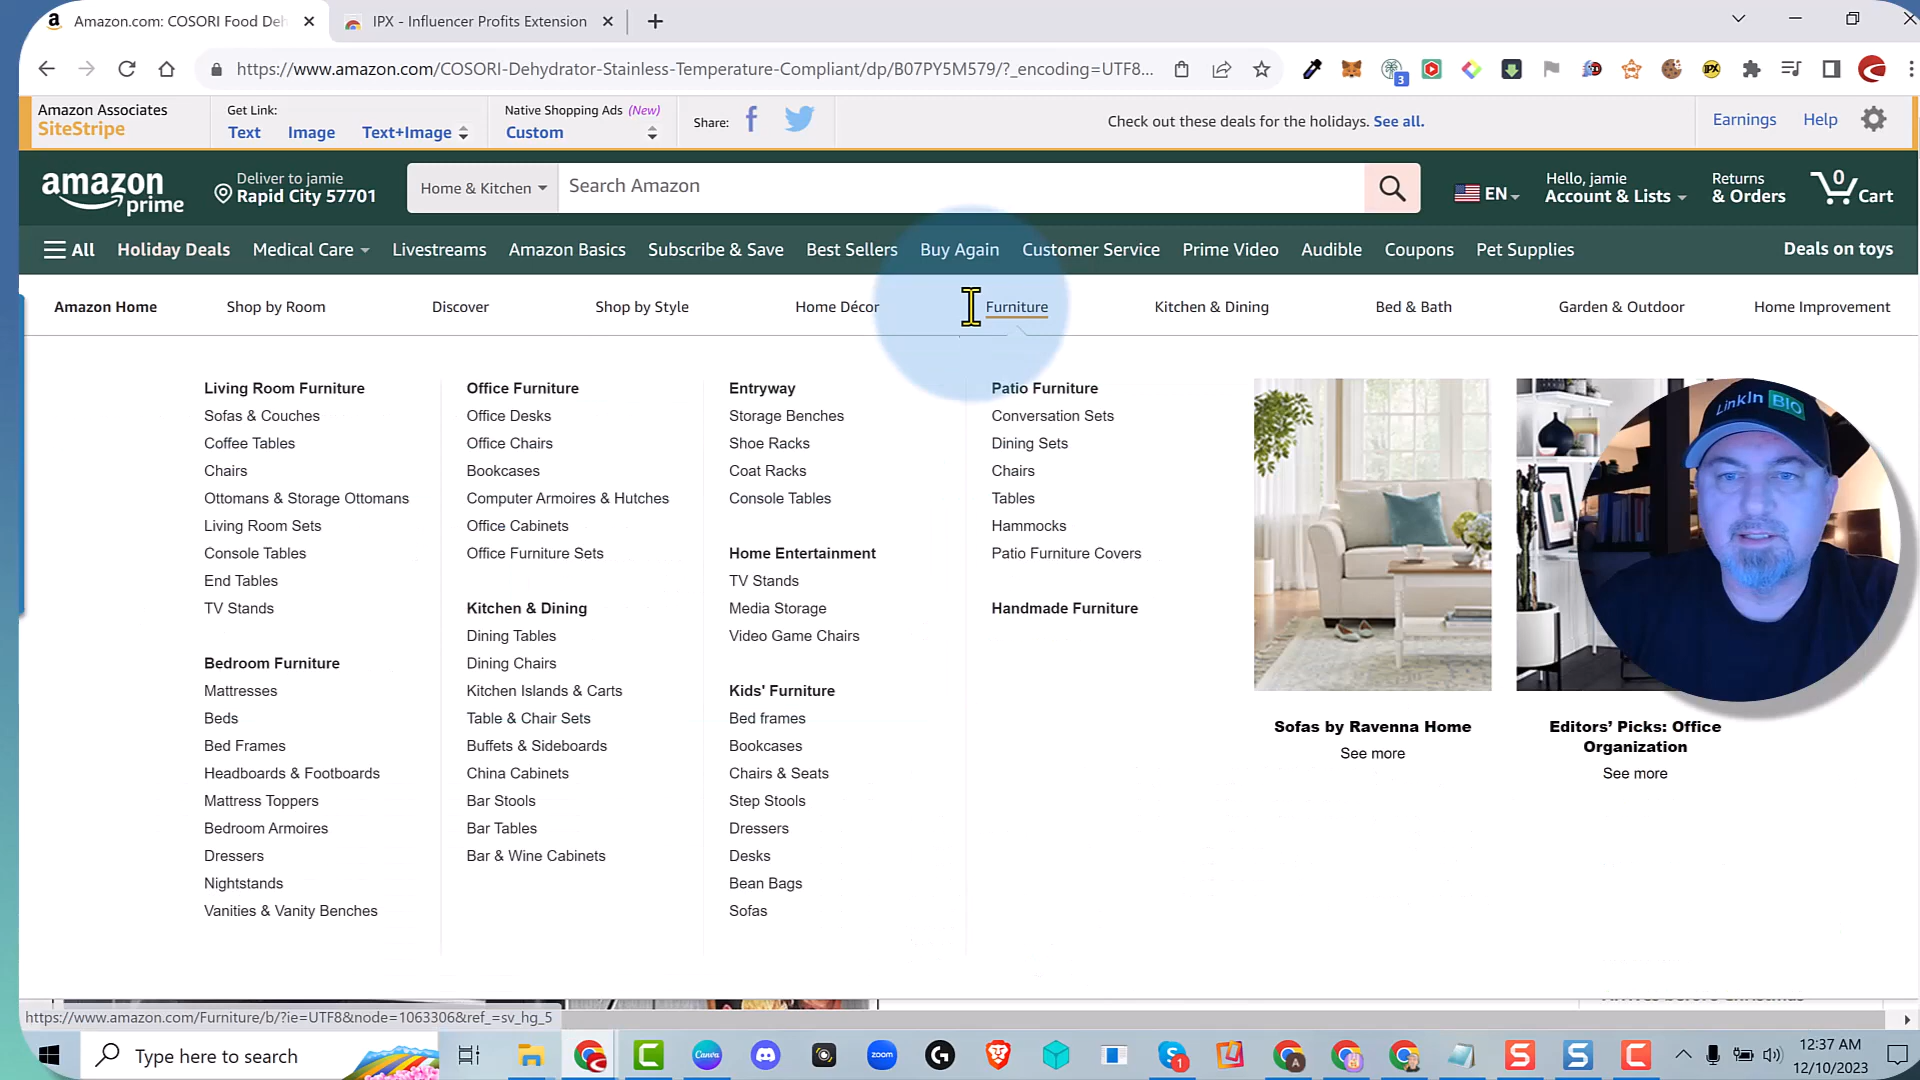 Amazon.com: COSORI Food Deh
IPX - Influencer Profits Extension
https://www.amazon.com/COSORI-Dehydrator-Stainless-Temperature-Compliant/dp/B07PY5M579/?_encoding=UTF8...
3
IPX
Amazon Associates
SiteStripe
Get Link:
Text
Image
Text+Image
Native Shopping Ads (New)
Custom
Share:
Check out these deals for the holidays. See all.
Earnings
Help
amazon
prime
Deliver to jamie
Rapid City 57701
Home & Kitchen
Search Amazon
EN
Hello, jamie
Account & Lists
Returns
& Orders
0
Cart
All
Holiday Deals
Medical Care
Livestreams
Amazon Basics
Subscribe & Save
Best Sellers
Buy Again
Customer Service
Prime Video
Audible
Coupons
Pet Supplies
Deals on toys
Amazon Home
Shop by Room
Discover
Shop by Style
Home Décor
Furniture
Kitchen & Dining
Bed & Bath
Garden & Outdoor
Home Improvement
Living Room Furniture
Sofas & Couches
Coffee Tables
Chairs
Ottomans & Storage Ottomans
Living Room Sets
Console Tables
End Tables
TV Stands
Bedroom Furniture
Mattresses
Beds
Bed Frames
Headboards & Footboards
Mattress Toppers
Bedroom Armoires
Dressers
Nightstands
Vanities & Vanity Benches
Office Furniture
Office Desks
Office Chairs
Bookcases
Computer Armoires & Hutches
Office Cabinets
Office Furniture Sets
Kitchen & Dining
Dining Tables
Dining Chairs
Kitchen Islands & Carts
Table & Chair Sets
Buffets & Sideboards
China Cabinets
Bar Stools
Bar Tables
Bar & Wine Cabinets
Entryway
Storage Benches
Shoe Racks
Coat Racks
Console Tables
Home Entertainment
TV Stands
Media Storage
Video Game Chairs
Kids' Furniture
Bed frames
Bookcases
Chairs & Seats
Step Stools
Dressers
Desks
Bean Bags
Sofas
Patio Furniture
Conversation Sets
Dining Sets
Chairs
Tables
Hammocks
Patio Furniture Covers
Handmade Furniture
Sofas by Ravenna Home
See more
Editors’ Picks: Office
Organization
See more
LinkIn BIO
https://www.amazon.com/Furniture/b/?ie=UTF8&node=1063306&ref_=sv_hg_5
Type here to search
Canva
zoom
1
12:37 AM
12/10/2023